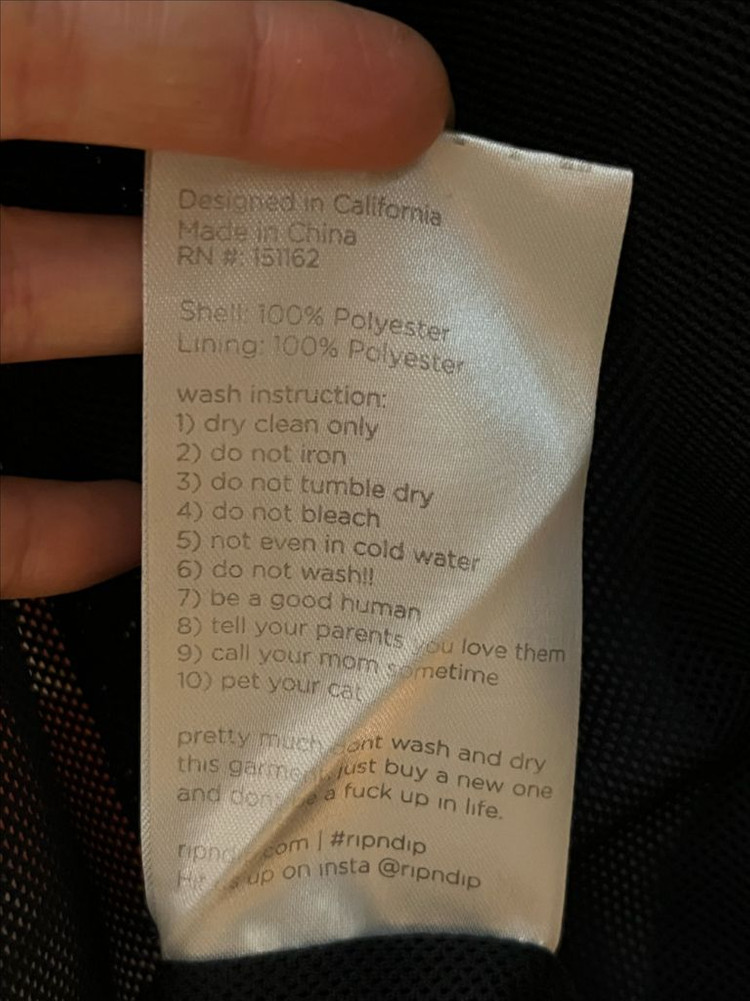 Designed in California
Made in China
RN #: 151162
Shell: 100% Polyester
Lining: 100% Polyester
wash instruction:
1) dry clean only
2) do not iron
3) do not tumble dry
4) do not bleach
5) not even in cold water
6) do not wash!!
7) be a good human
8) tell your parents you love them
9) call your mom sometime
10) pet your cat
pretty much dont wash and dry
this garment, just buy a new one
and dont be a fuck up in life.
ripndip.com | #ripndip
Hit us up on insta @ripndip